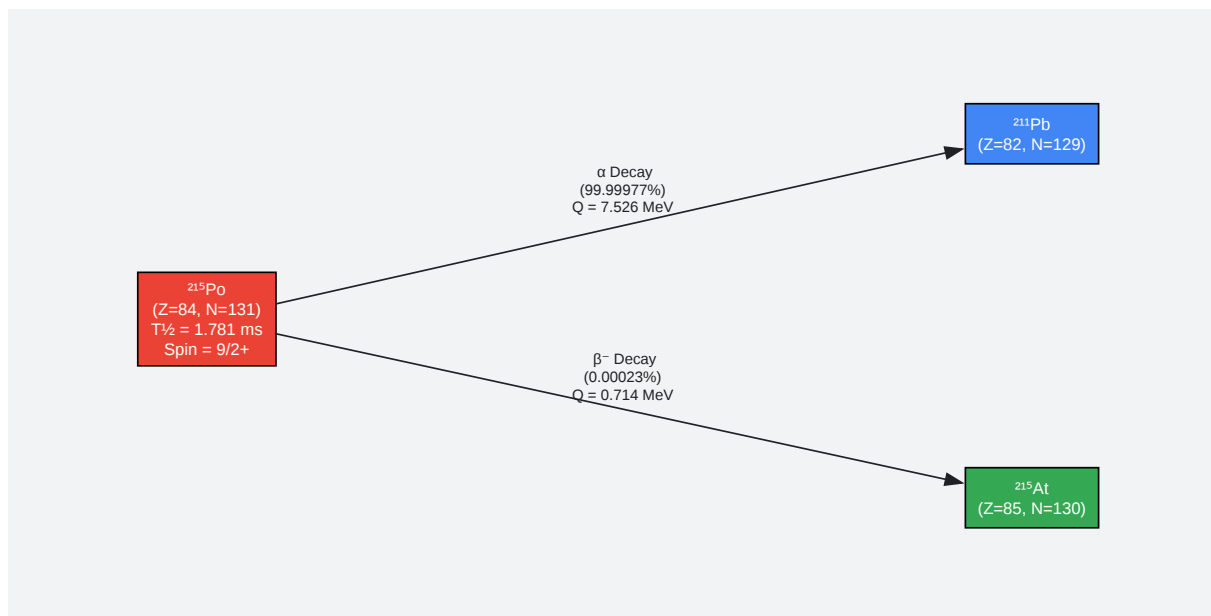 ²¹¹Pb
(Z=82, N=129)
α Decay
(99.99977%)
Q = 7.526 MeV
²¹⁵Po
(Z=84, N=131)
T½ = 1.781 ms
Spin = 9/2+
β⁻ Decay
(0.00023%)
Q = 0.714 MeV
²¹⁵At
(Z=85, N=130)